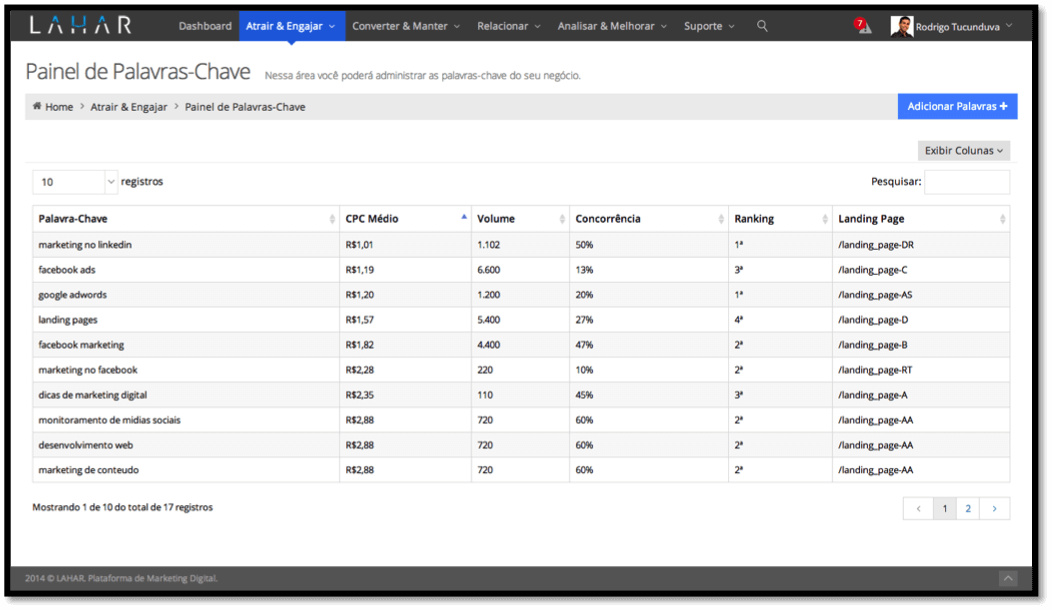 LAHAR Dashboard Atrair & Engajar Converter & Manter Relacionar Analisar & Melhorar Suporte 7 Rodrigo Tucunduva
Painel de Palavras-Chave Nessa área você poderá administrar as palavras-chave do seu negócio.
Home > Atrair & Engajar > Painel de Palavras-Chave Adicionar Palavras +
Exibir Colunas
10 registros Pesquisar:
Palavra-Chave CPC Médio Volume Concorrência Ranking Landing Page
marketing no linkedin R$1,01 1.102 50% 1ª /landing_page-DR
facebook ads R$1,19 6.600 13% 3ª /landing_page-C
google adwords R$1,20 1.200 20% 1ª /landing_page-AS
landing pages R$1,57 5.400 27% 4ª /landing_page-D
facebook marketing R$1,82 4.400 47% 2ª /landing_page-B
marketing no facebook R$2,28 220 10% 2ª /landing_page-RT
dicas de marketing digital R$2,35 110 45% 3ª /landing_page-A
monitoramento de midias sociais R$2,88 720 60% 2ª /landing_page-AA
desenvolvimento web R$2,88 720 60% 2ª /landing_page-AA
marketing de conteudo R$2,88 720 60% 2ª /landing_page-AA
Mostrando 1 de 10 do total de 17 registros < 1 2 >
2014 © LAHAR. Plataforma de Marketing Digital.